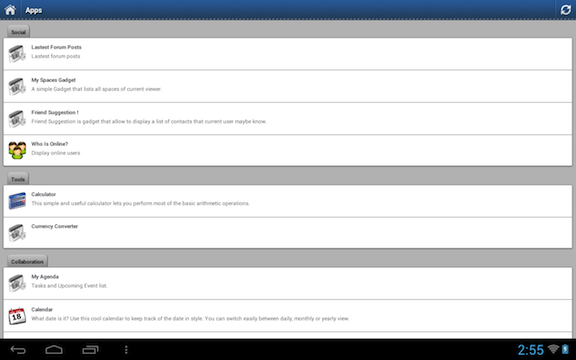 Apps
Social
Lastest Forum Posts
Lastest forum posts
My Spaces Gadget
A simple Gadget that lists all spaces of current viewer
Friend Suggestion !
Friend Suggestion is gadget that allow to display a list of contacts that current user maybe know.
Who Is Online?
Display online users
Tools
Calculator
This simple and useful calculator lets you perform most of the basic arithmetic operations.
Currency Converter
Collaboration
My Agenda
Tasks and Upcoming Event list.
Calendar
18
What date is it? Use this cool calendar to keep track of the date in style. You can switch easily between daily, monthly or yearly view.
2:55